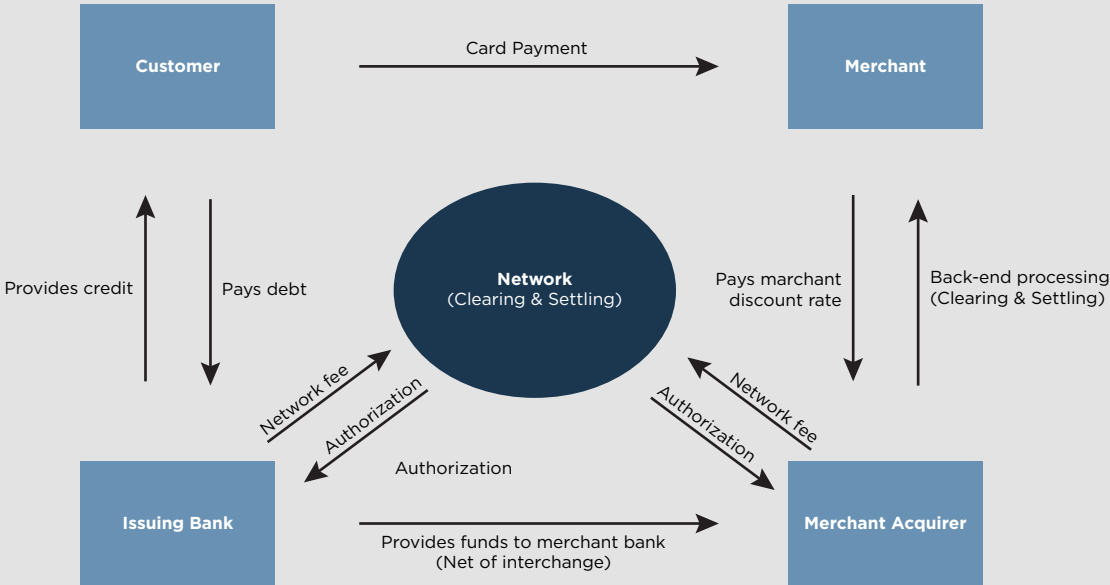 Customer
Card Payment
Merchant
Provides credit
Pays debt
Network
(Clearing & Settling)
Pays marchant
discount rate
Back-end processing
(Clearing & Settling)
Network fee
Authorization
Network fee
Authorization
Authorization
Issuing Bank
Provides funds to merchant bank
(Net of interchange)
Merchant Acquirer